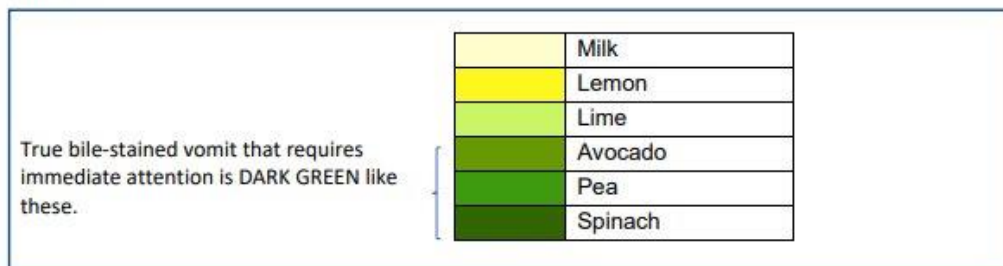 Milk
Lemon
Lime
True bile-stained vomit that requires
immediate attention is DARK GREEN like
these.
Avocado
Pea
Spinach